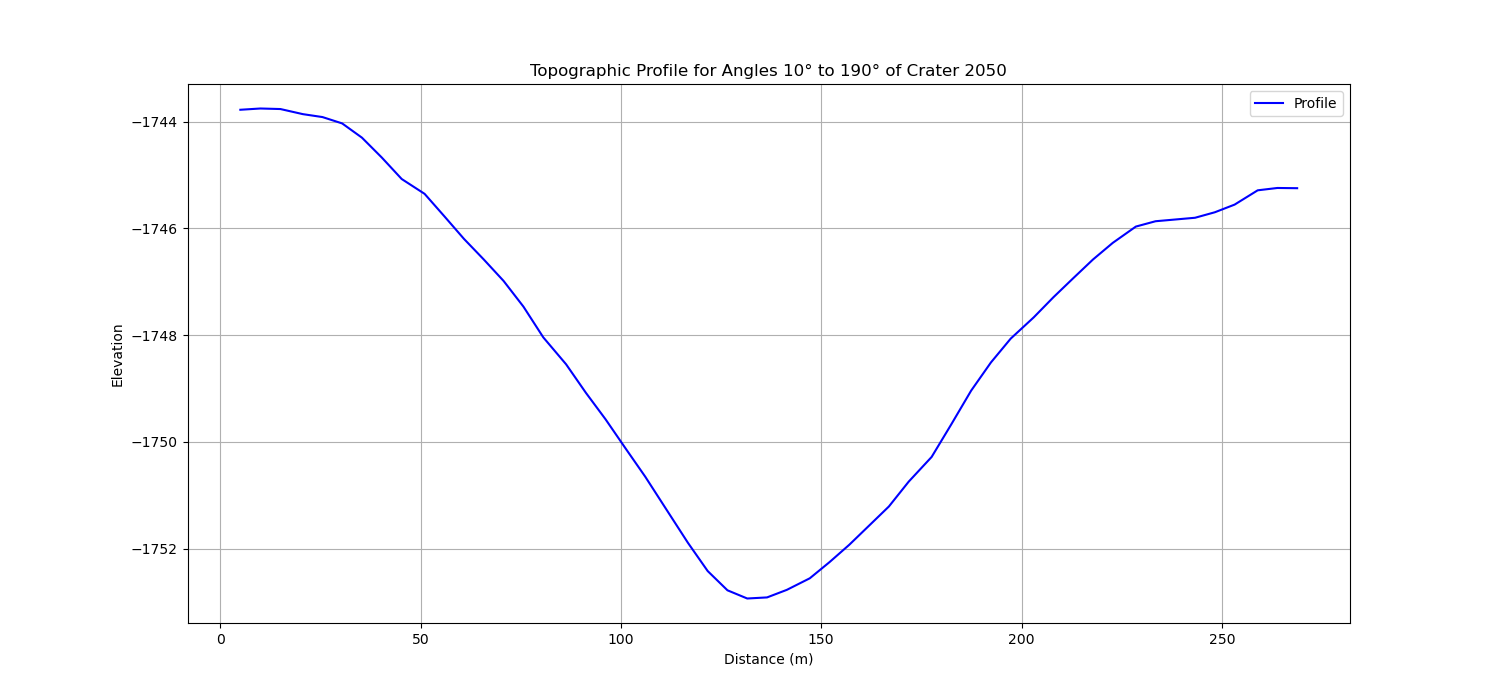 Topographic Profile for Angles 10° to 190° of Crater 2050
Profile
−1744
−1746
−1748
−1750
−1752
Elevation
0 50 100 150 200 250
Distance (m)